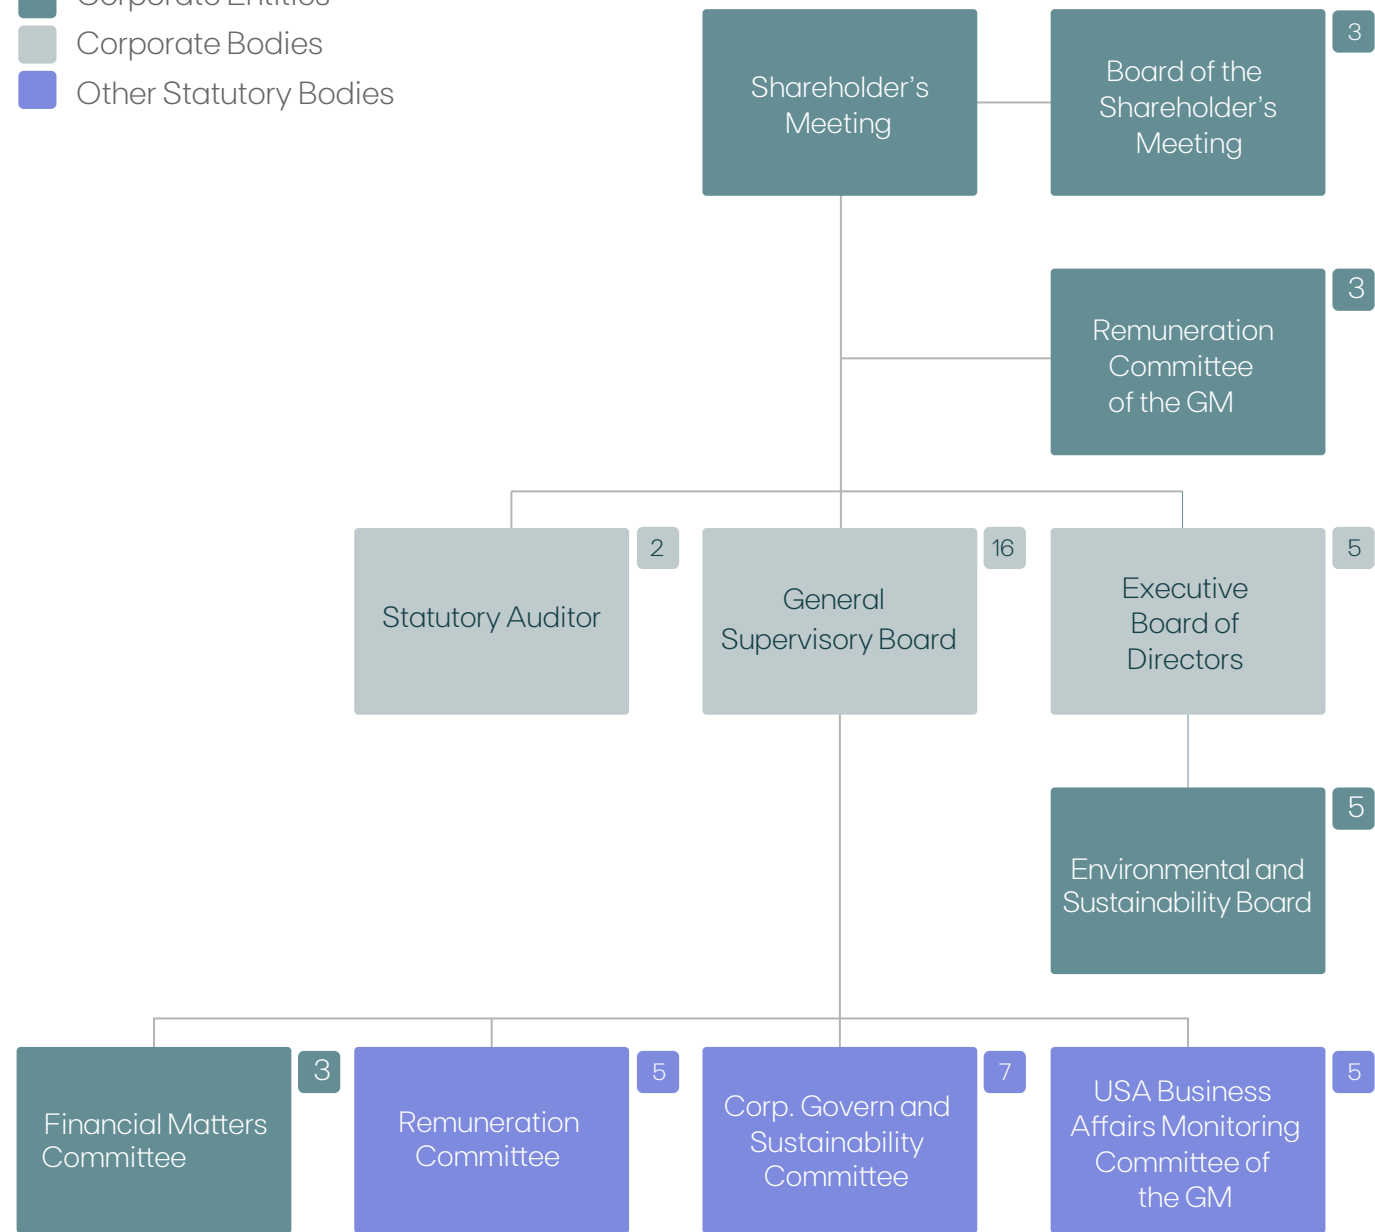 Corporate Entities
Corporate Bodies
Other Statutory Bodies
Shareholder’s
Meeting
Board of the
Shareholder’s
Meeting
3
Remuneration
Committee
of the GM
3
Statutory Auditor
2
General
Supervisory Board
16
Executive
Board of
Directors
5
Environmental and
Sustainability Board
5
Financial Matters
Committee
3
Remuneration
Committee
5
Corp. Govern and
Sustainability
Committee
7
USA Business
Affairs Monitoring
Committee of
the GM
5